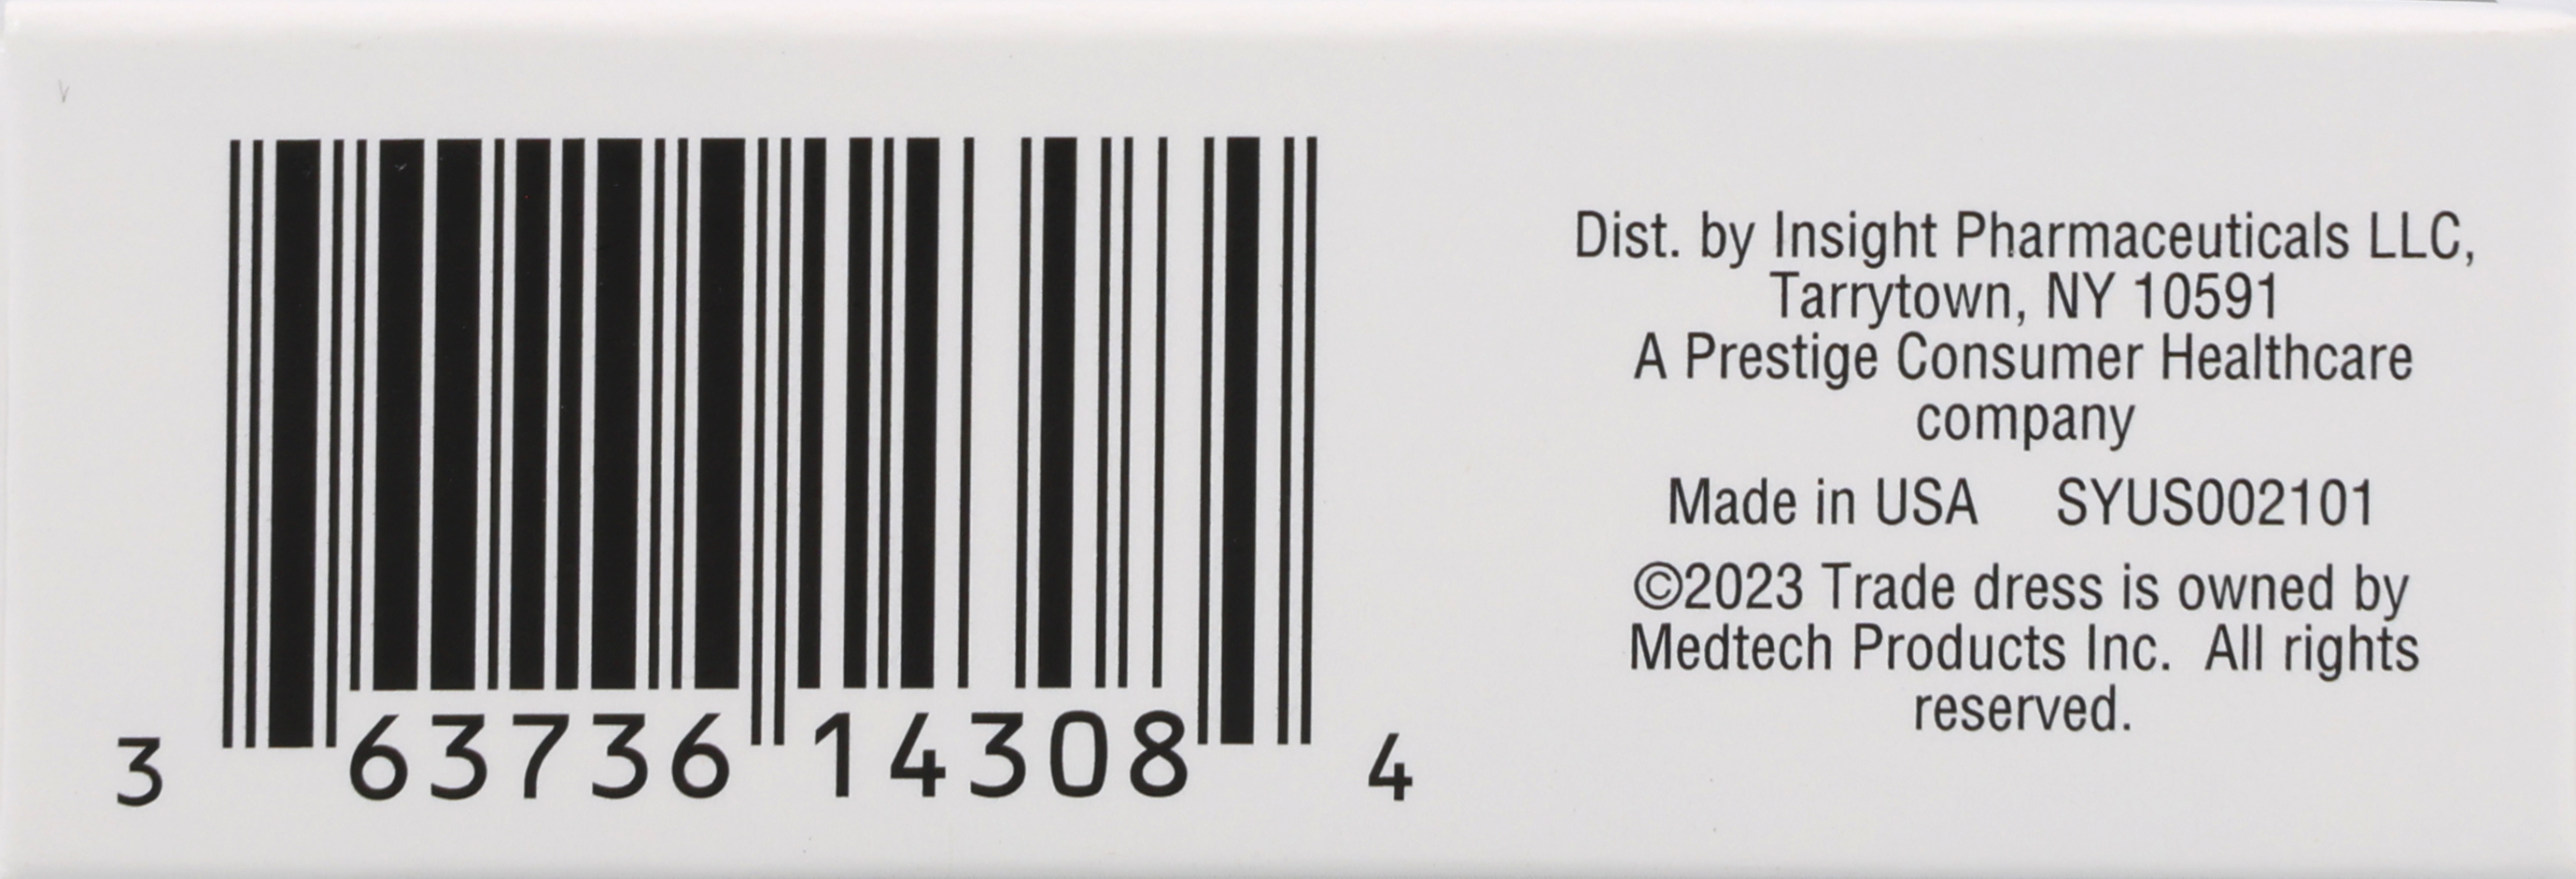 3 63736 14308 4
Dist. by Insight Pharmaceuticals LLC,
Tarrytown, NY 10591
A Prestige Consumer Healthcare
company
Made in USA SYUS002101
©2023 Trade dress is owned by
Medtech Products Inc. All rights
reserved.